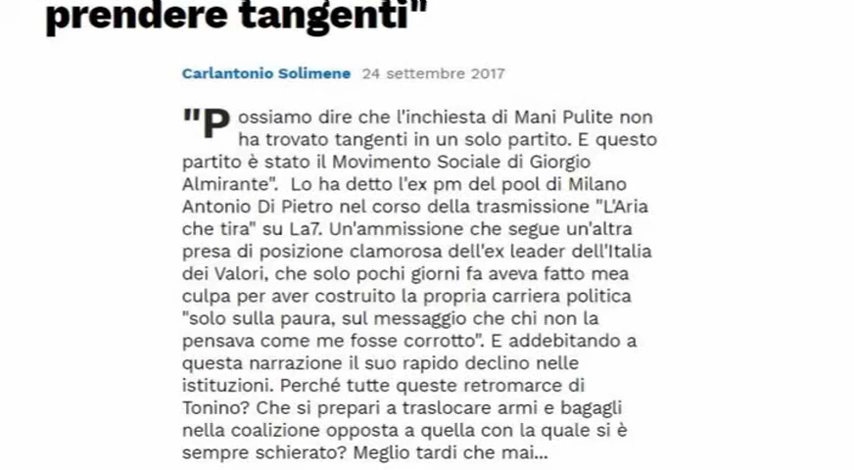 prendere tangenti"
Carlantonio Solimene 24 settembre 2017
"Possiamo dire che l'inchiesta di Mani Pulite non
ha trovato tangenti in un solo partito. E questo
partito è stato il Movimento Sociale di Giorgio
Almirante". Lo ha detto l'ex pm del pool di Milano
Antonio Di Pietro nel corso della trasmissione "L'Aria
che tira" su La7. Un'ammissione che segue un'altra
presa di posizione clamorosa dell'ex leader dell'Italia
dei Valori, che solo pochi giorni fa aveva fatto mea
culpa per aver costruito la propria carriera politica
"solo sulla paura, sul messaggio che chi non la
pensava come me fosse corrotto". E addebitando a
questa narrazione il suo rapido declino nelle
istituzioni. Perché tutte queste retromarce di
Tonino? Che si prepari a traslocare armi e bagagli
nella coalizione opposta a quella con la quale si è
sempre schierato? Meglio tardi che mai...